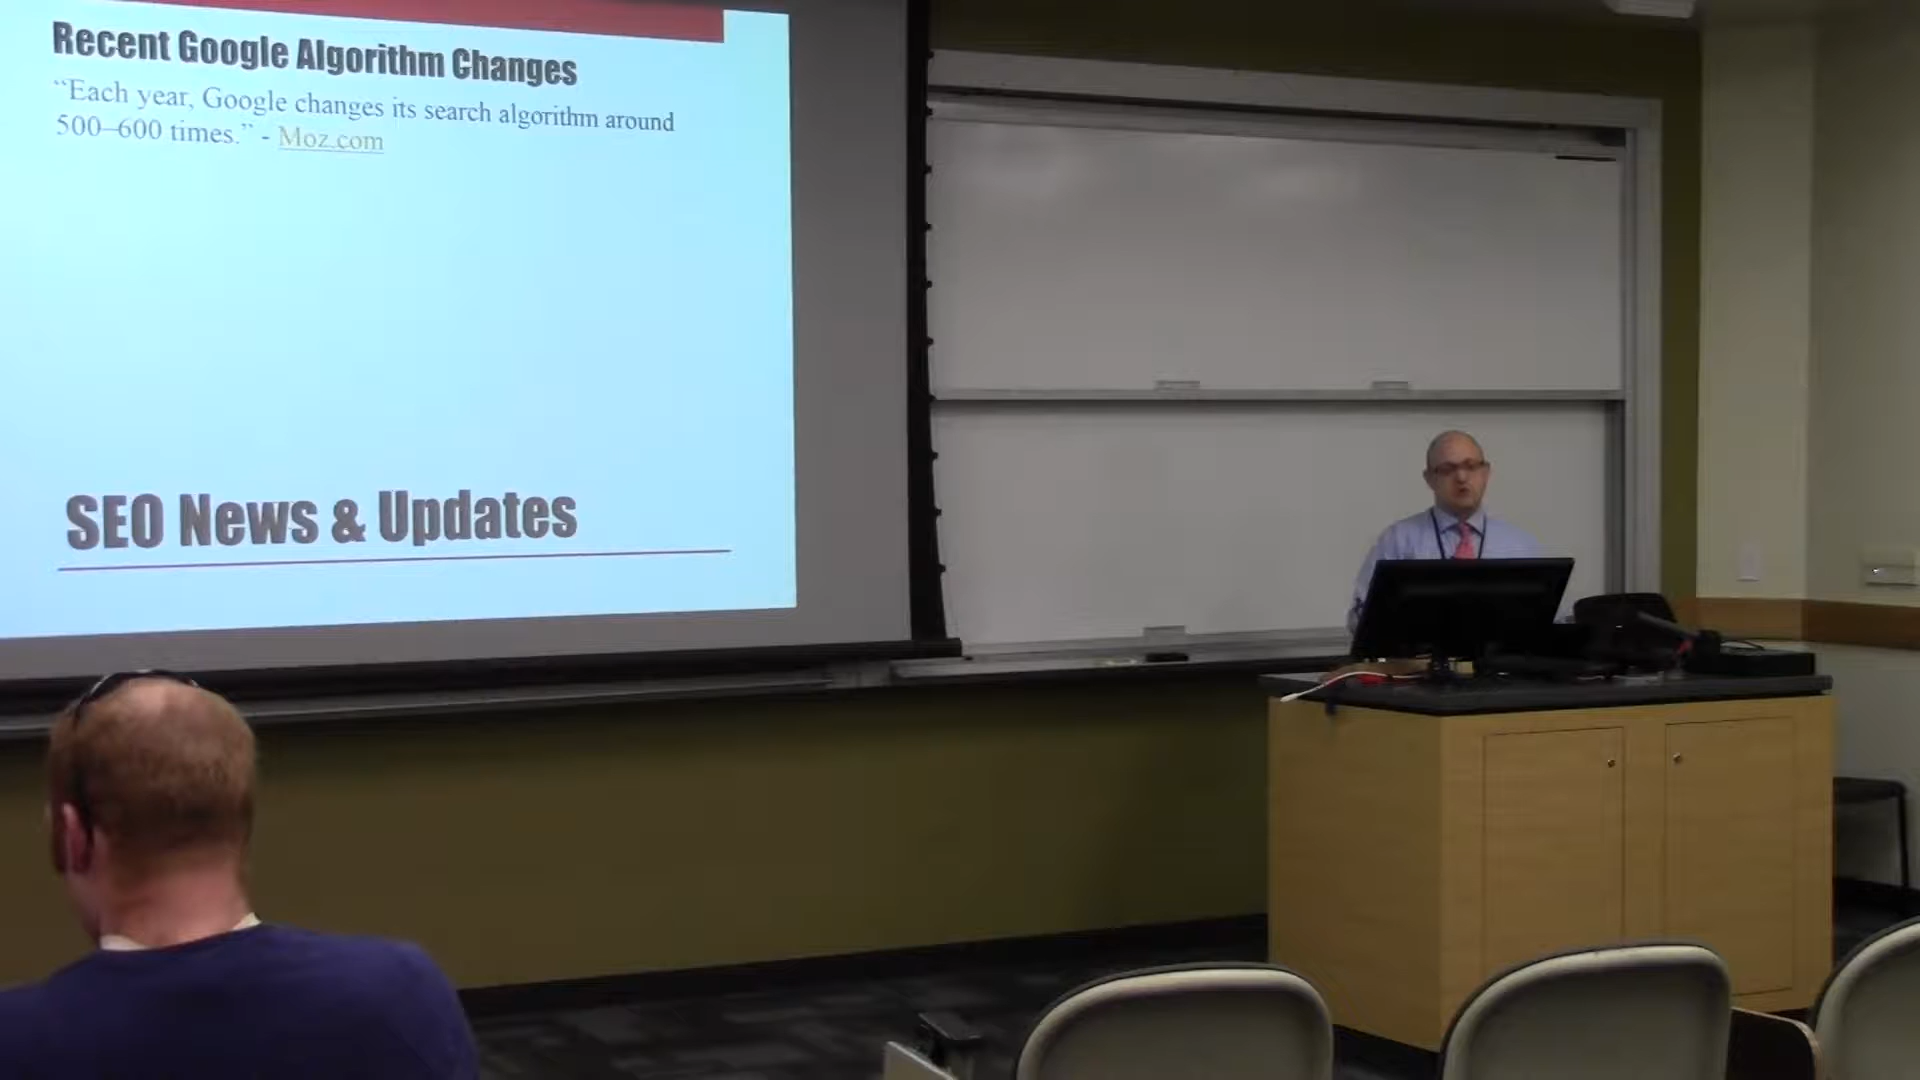 Recent Google Algorithm Changes
“Each year, Google changes its search algorithm around
500–600 times.” - Moz.com
SEO News & Updates